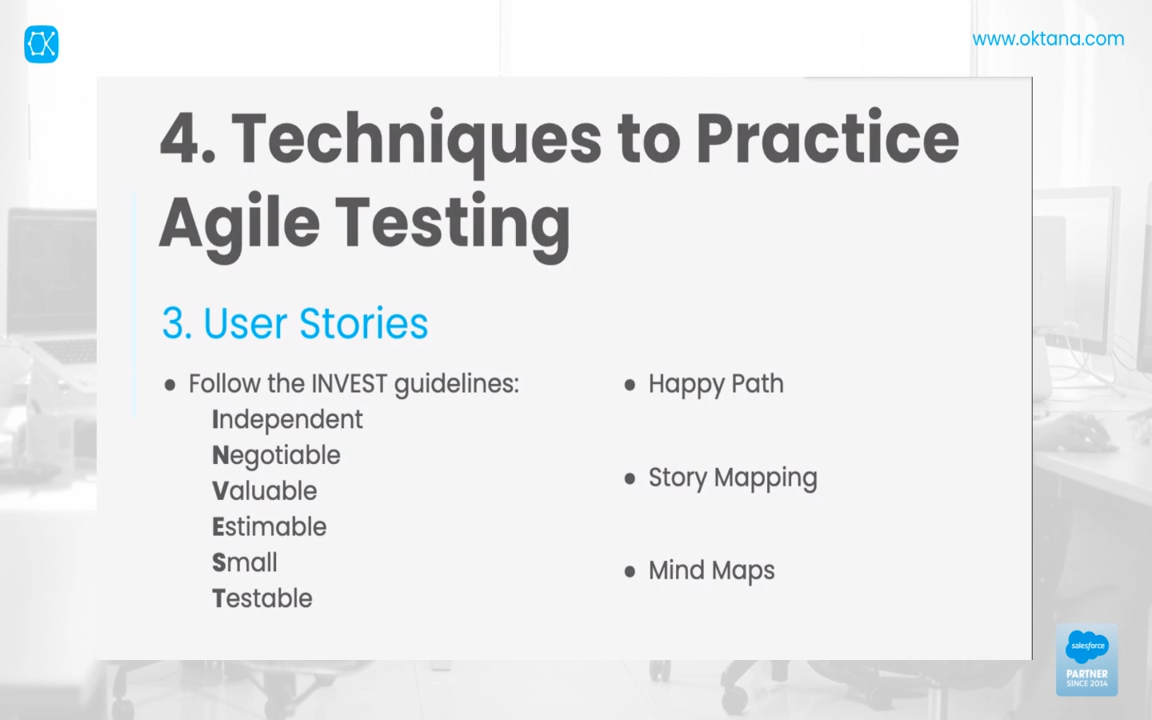 www.oktana.com
4. Techniques to Practice
Agile Testing
3. User Stories
● Follow the INVEST guidelines:
Independent
Negotiable
Valuable
Estimable
Small
Testable
● Happy Path
● Story Mapping
● Mind Maps
salesforce
PARTNER
SINCE 2014